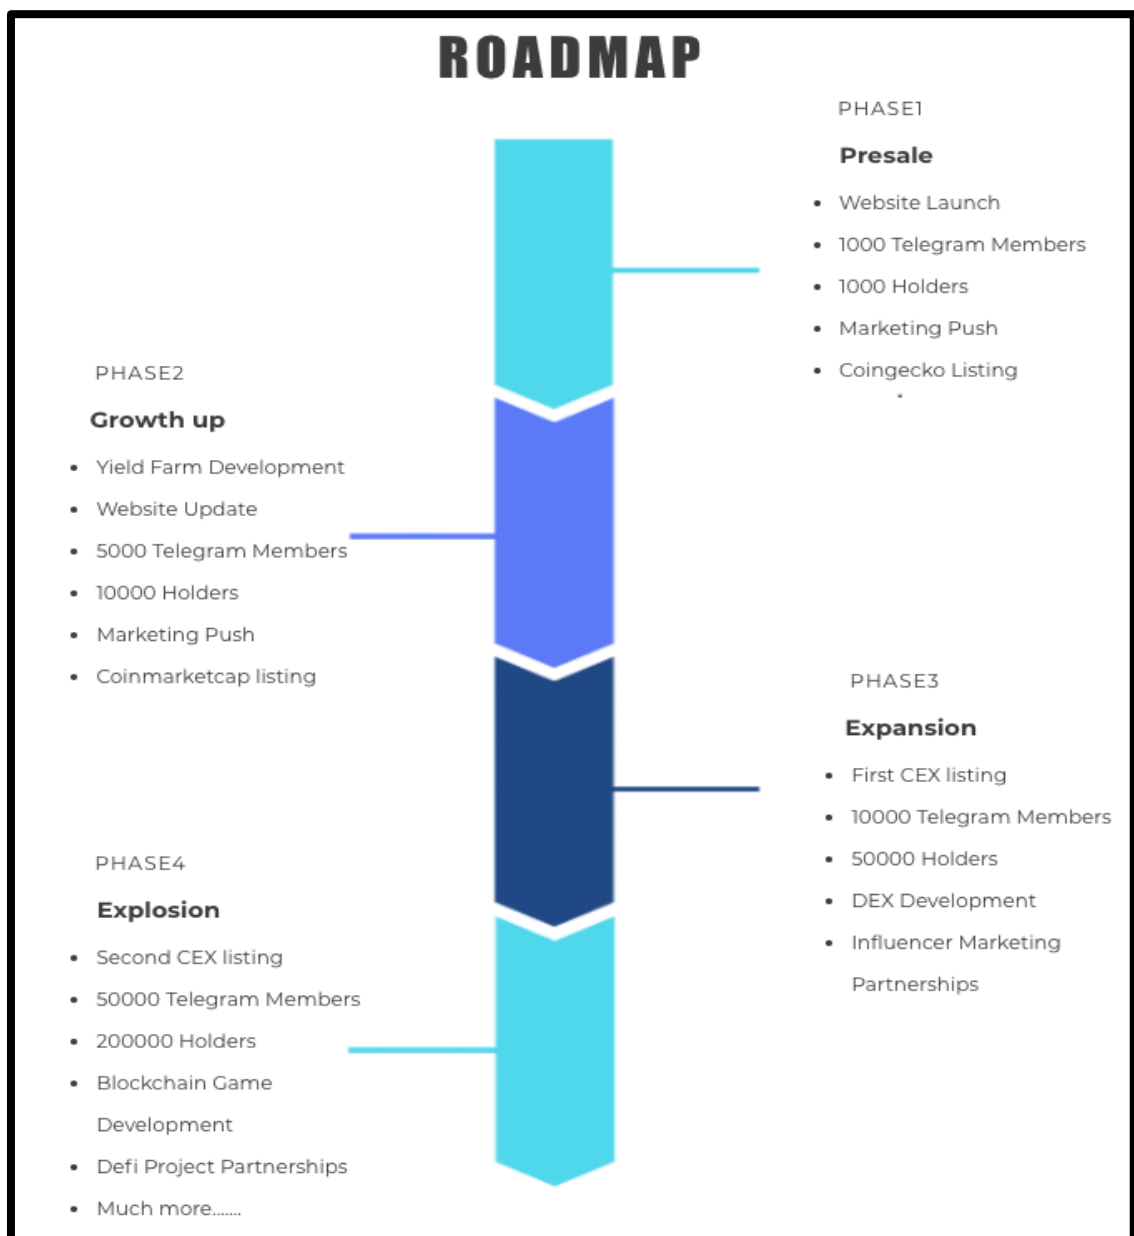 ROADMAP
PHASE1
Presale
• Website Launch
• 1000 Telegram Members
• 1000 Holders
• Marketing Push
• Coingecko Listing
PHASE2
Growth up
• Yield Farm Development
• Website Update
• 5000 Telegram Members
• 10000 Holders
• Marketing Push
• Coinmarketcap listing
PHASE3
Expansion
• First CEX listing
• 10000 Telegram Members
• 50000 Holders
• DEX Development
• Influencer Marketing
Partnerships
PHASE4
Explosion
• Second CEX listing
• 50000 Telegram Members
• 200000 Holders
• Blockchain Game
Development
• Defi Project Partnerships
• Much more.......